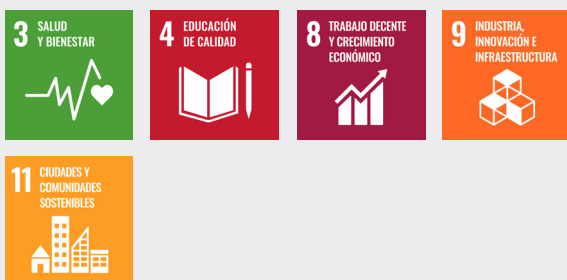 3 SALUD
Y BIENESTAR
4 EDUCACIÓN
DE CALIDAD
8 TRABAJO DECENTE
Y CRECIMIENTO
ECONÓMICO
9 INDUSTRIA,
INNOVACIÓN E
INFRAESTRUCTURA
11 CIUDADES Y
COMUNIDADES
SOSTENIBLES